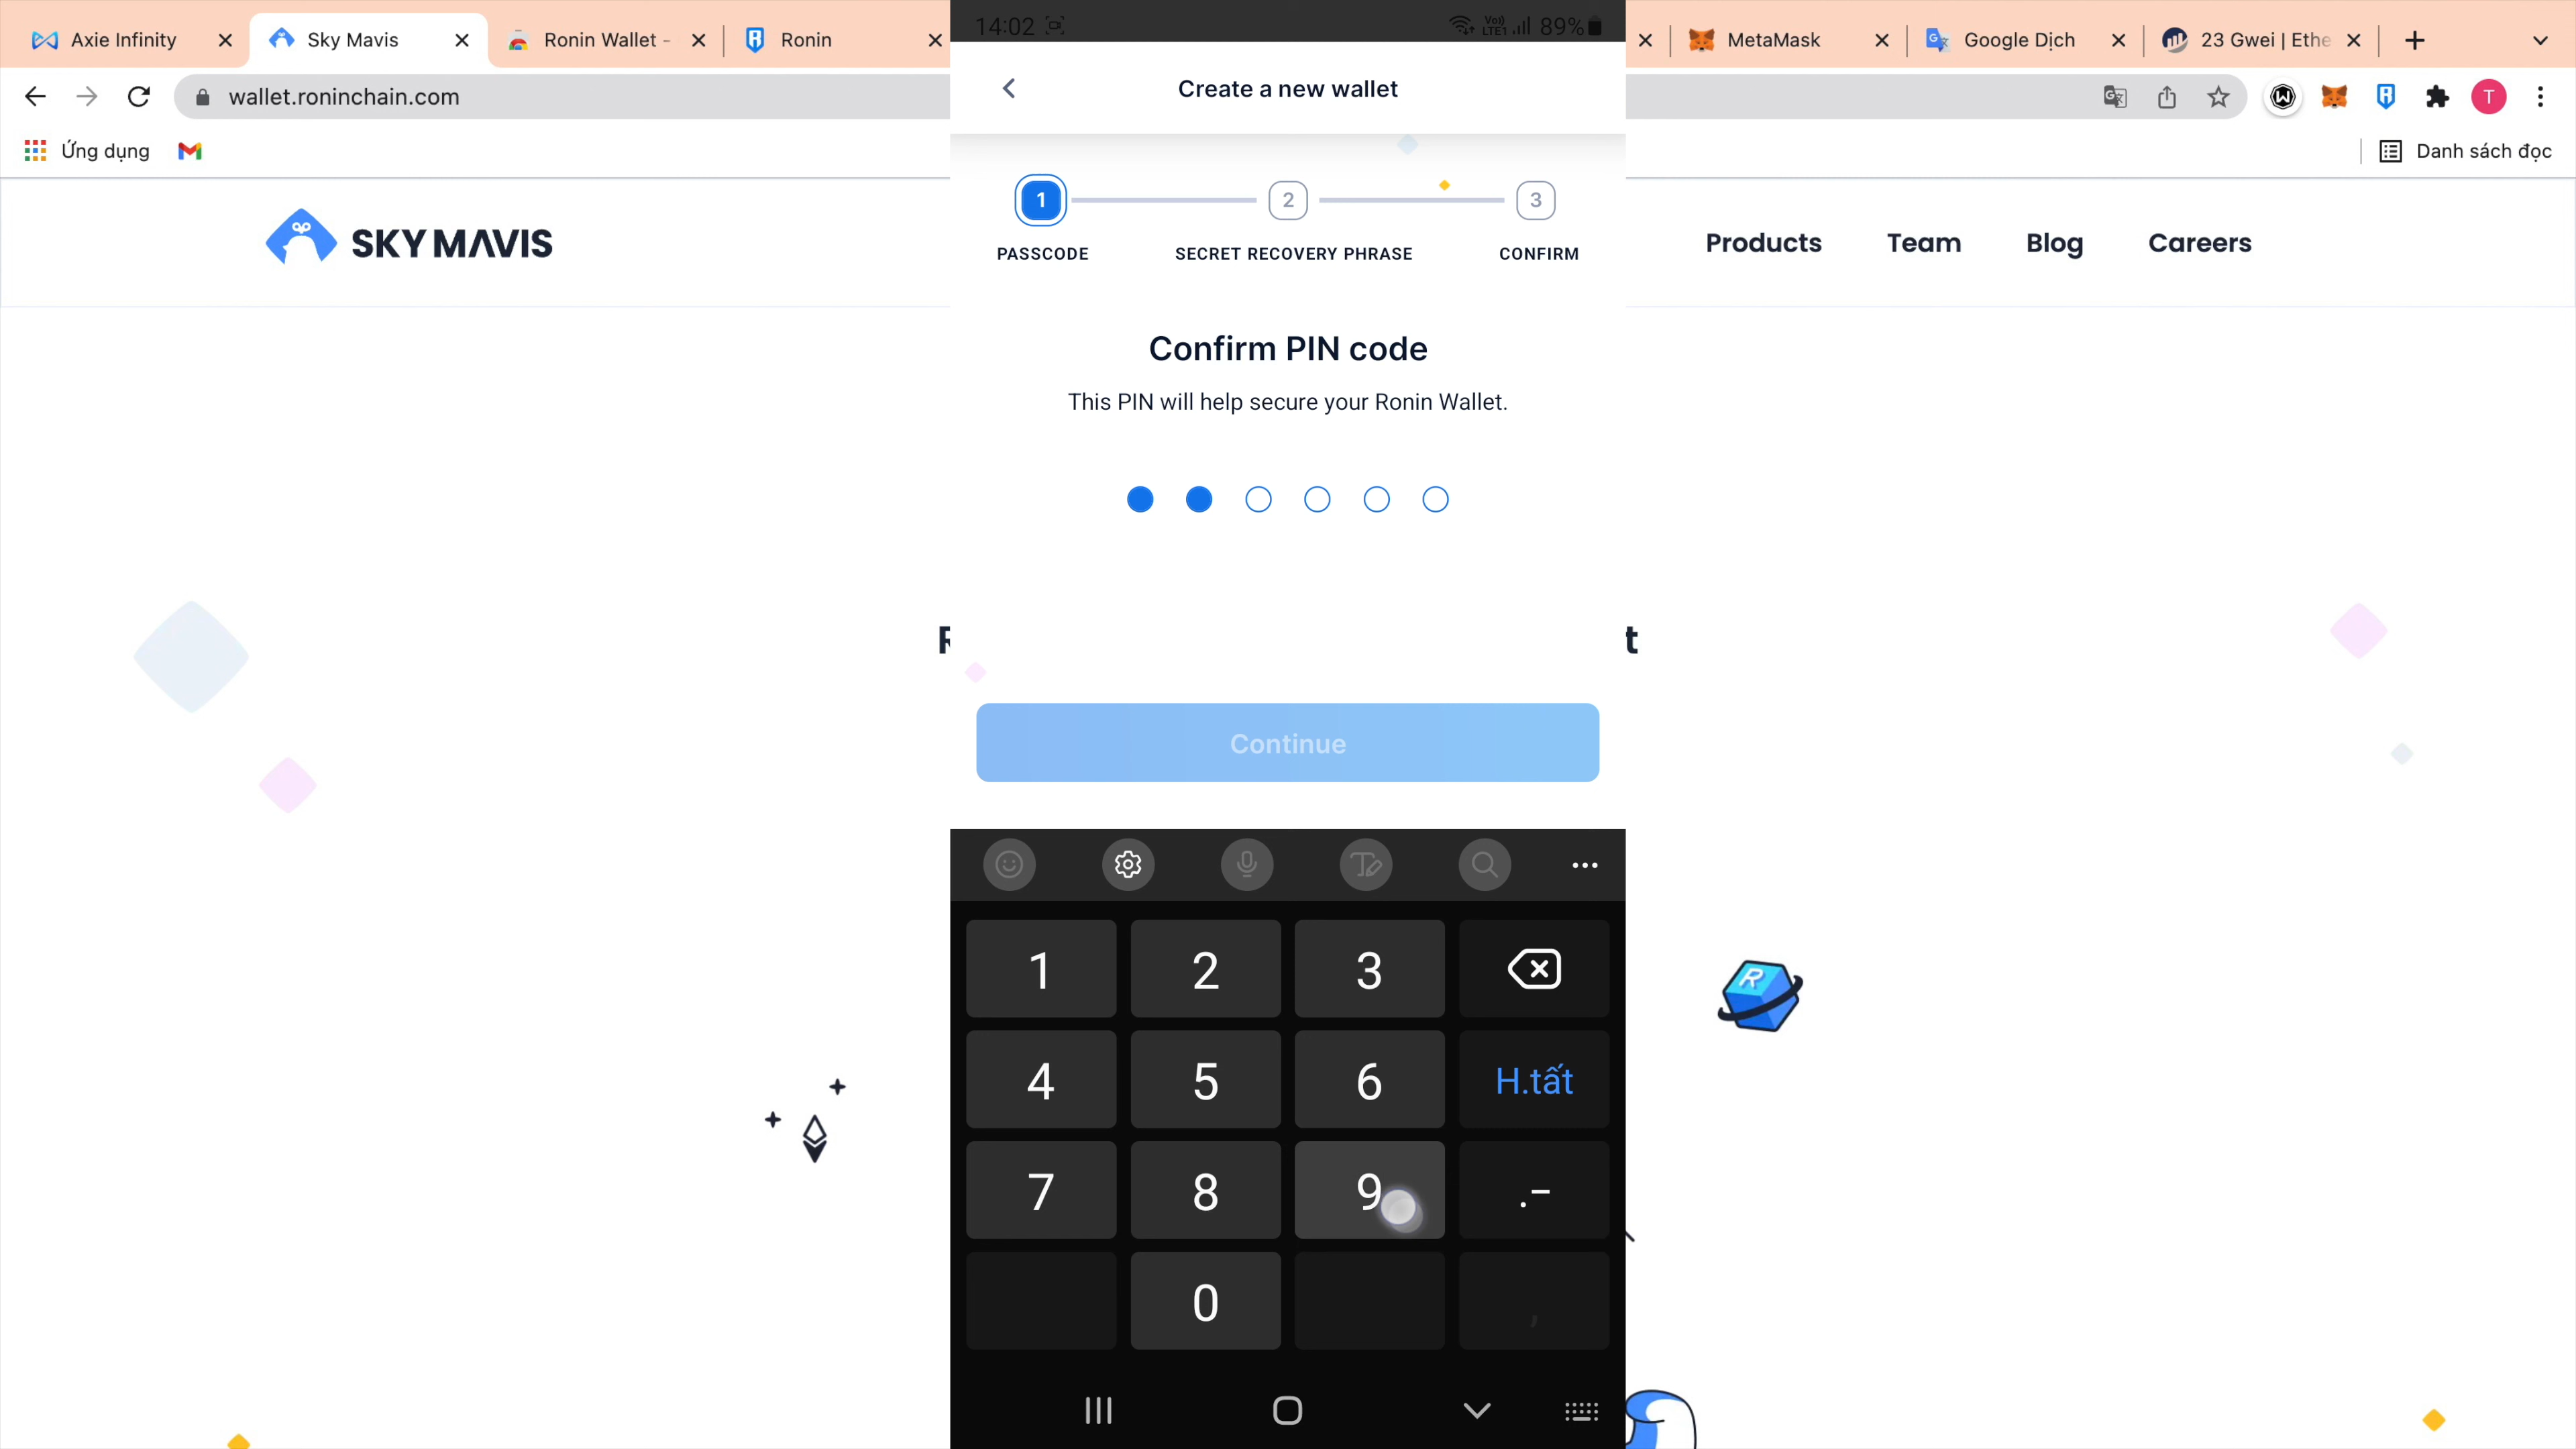 Axie Infinity
Sky Mavis
Ronin Wallet -
Ronin
MetaMask
Google Dịch
23 Gwei | Ethe
wallet.roninchain.com
T
Ứng dụng
Danh sách đọc
SKY MAVIS
Products
Team
Blog
Careers
14:02
Vo))
LTE1
89%
Create a new wallet
1
2
3
PASSCODE
SECRET RECOVERY PHRASE
CONFIRM
Confirm PIN code
This PIN will help secure your Ronin Wallet.
Continue
1 2 3
4 5 6 H.tất
7 8 9 .-
0 ,
R